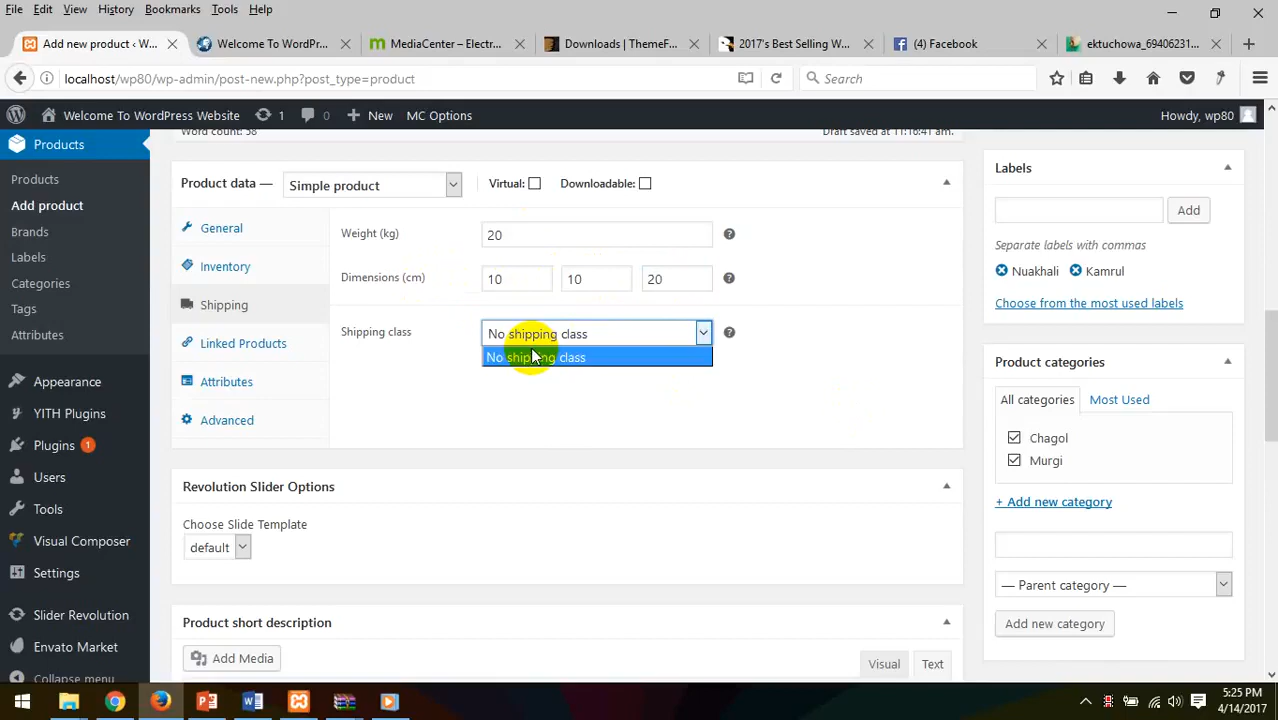 File Edit View History Bookmarks Tools Help
Add new product ‹ W... Welcome To WordPre... MediaCenter – Electr... Downloads | ThemeF... 2017's Best Selling W... (4) Facebook ektuchowa_69406231...
localhost/wp80/wp-admin/post-new.php?post_type=product Search
Welcome To WordPress Website 1 0 New MC Options Howdy, wp80
Products
Products
Add product
Brands
Labels
Categories
Tags
Attributes
Appearance
YITH Plugins
Plugins 1
Users
Tools
Visual Composer
Settings
Slider Revolution
Envato Market
Collapse menu
Word count: 58 Draft saved at 11:16:41 am.
Product data — Simple product Virtual: Downloadable:
General
Inventory
Shipping
Linked Products
Attributes
Advanced
Weight (kg) 20
Dimensions (cm) 10 10 20
Shipping class No shipping class
No shipping class
Revolution Slider Options
Choose Slide Template
default
Product short description
Add Media Visual Text
Labels
Add
Separate labels with commas
Nuakhali Kamrul
Choose from the most used labels
Product categories
All categories Most Used
Chagol
Murgi
+ Add new category
— Parent category —
Add new category
5:25 PM
4/14/2017